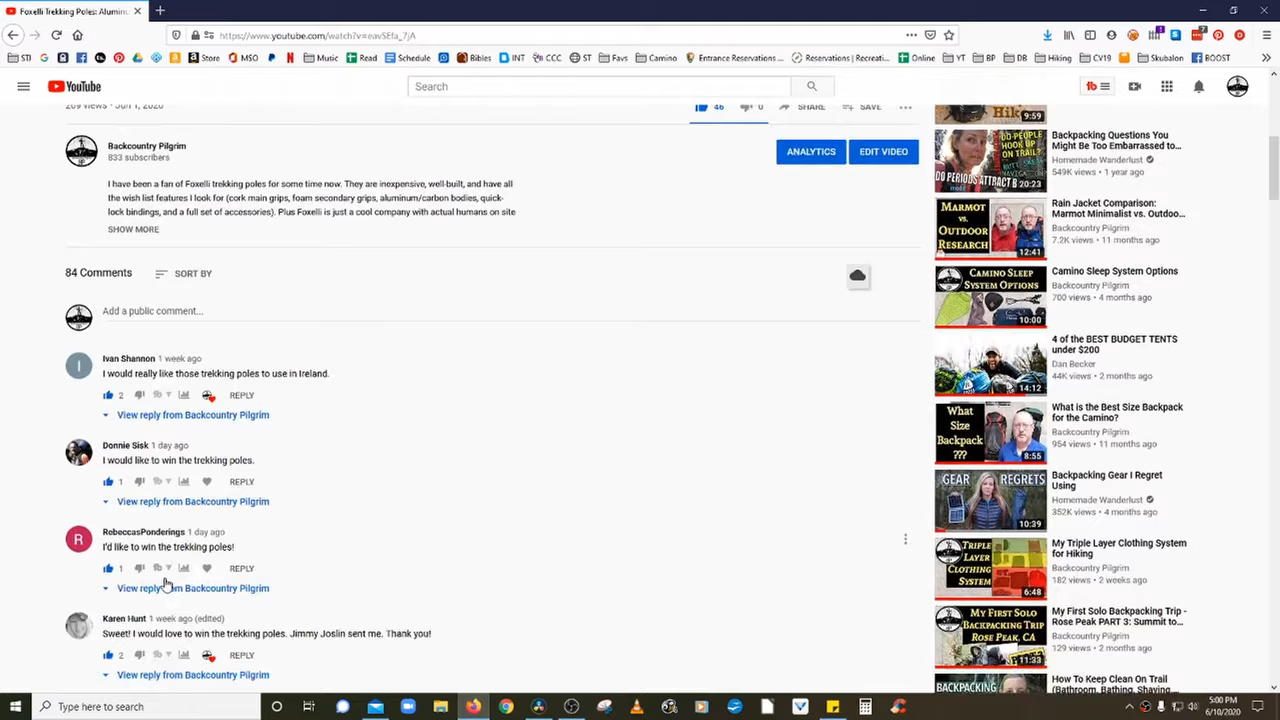 Foxelli Trekking Poles: Aluminu
https://www.youtube.com/watch?v=eavSEfa_7jA
STI
Store
MSO
Music
Read
Schedule
Bibles
INT
CCC
ST
Favs
Camino
Entrance Reservations...
Reservations | Recreati...
Online
YT
BP
DB
Hiking
CV19
Skubalon
BOOST
YouTube
Search
209 views • Jun 1, 2020
46
0
SHARE
SAVE
Backcountry Pilgrim
833 subscribers
ANALYTICS
EDIT VIDEO
I have been a fan of Foxelli trekking poles for some time now. They are inexpensive, well-built, and have all
the wish list features I look for (cork main grips, foam secondary grips, aluminum/carbon bodies, quick-
lock bindings, and a full set of accessories). Plus Foxelli is just a cool company with actual humans on site
SHOW MORE
84 Comments
SORT BY
Add a public comment...
I
Ivan Shannon 1 week ago
I would really like those trekking poles to use in Ireland.
2
REPLY
View reply from Backcountry Pilgrim
Donnie Sisk 1 day ago
I would like to win the trekking poles.
1
REPLY
View reply from Backcountry Pilgrim
R
RebeccasPonderings 1 day ago
I'd like to win the trekking poles!
1
REPLY
View reply from Backcountry Pilgrim
Karen Hunt 1 week ago (edited)
Sweet! I would love to win the trekking poles. Jimmy Joslin sent me. Thank you!
2
REPLY
View reply from Backcountry Pilgrim
9:59
DO PEOPLE
HOOK UP
ON TRAIL?
DO PERIODS ATTRACT B
20:23
Backpacking Questions You
Might Be Too Embarrassed to...
Homemade Wanderlust
549K views • 1 year ago
MARMOT
vs.
OUTDOOR
RESEARCH
12:41
Rain Jacket Comparison:
Marmot Minimalist vs. Outdoo...
Backcountry Pilgrim
7.2K views • 11 months ago
CAMINO SLEEP
SYSTEM OPTIONS
10:00
Camino Sleep System Options
Backcountry Pilgrim
700 views • 4 months ago
14:12
4 of the BEST BUDGET TENTS
under $200
Dan Becker
44K views • 2 months ago
What
Size
Backpack
???
8:55
What is the Best Size Backpack
for the Camino?
Backcountry Pilgrim
954 views • 11 months ago
GEAR REGRETS
10:39
Backpacking Gear I Regret
Using
Homemade Wanderlust
352K views • 4 months ago
TRIPLE
LAYER
CLOTHING
SYSTEM
6:48
My Triple Layer Clothing System
for Hiking
Backcountry Pilgrim
182 views • 2 weeks ago
MY FIRST SOLO
BACKPACKING TRIP
ROSE PEAK, CA
11:33
My First Solo Backpacking Trip -
Rose Peak PART 3: Summit to...
Backcountry Pilgrim
129 views • 2 months ago
BACKPACKING
How To Keep Clean On Trail
(Bathroom, Bathing, Shaving,...
Type here to search
5:00 PM
6/10/2020